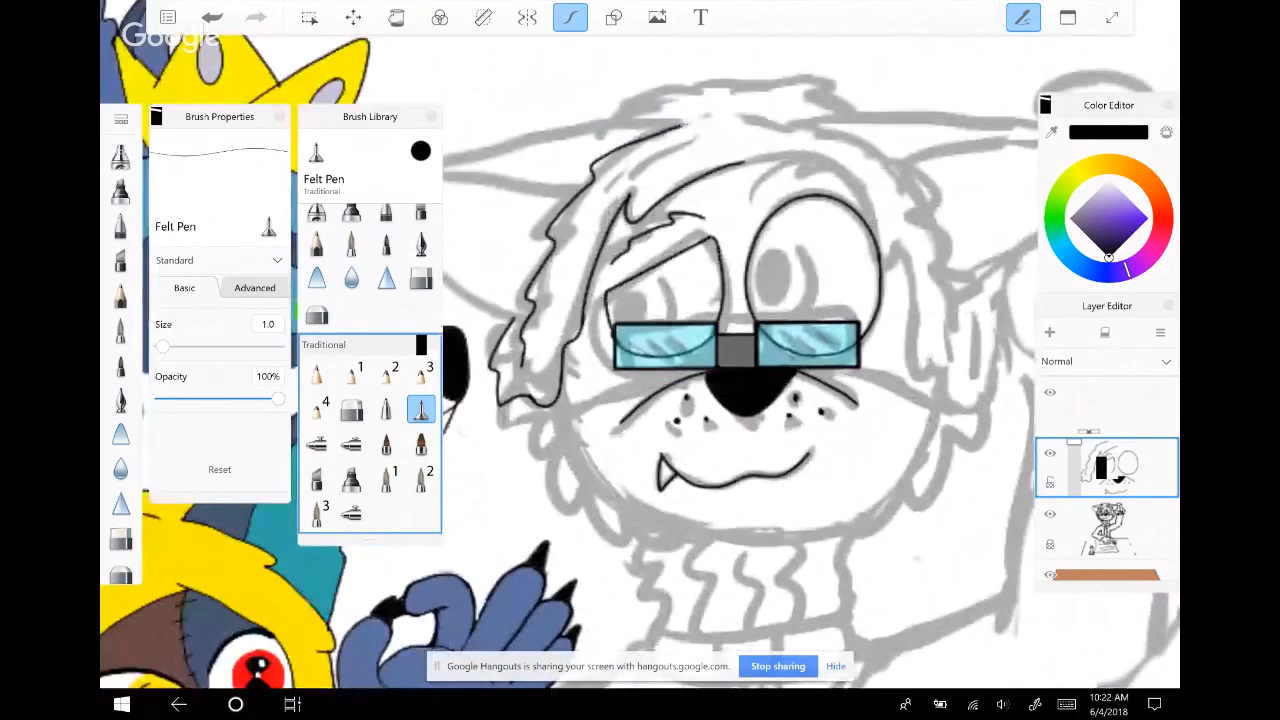 T
Google
Brush Properties
Brush Library
Color Editor
Felt Pen
Traditional
Felt Pen
Standard
Basic
Advanced
Size
1.0
Opacity
100%
Reset
Traditional
1
2
3
4
1
2
3
Layer Editor
Normal
Google Hangouts is sharing your screen with hangouts.google.com.
Stop sharing
Hide
10:22 AM
6/4/2018